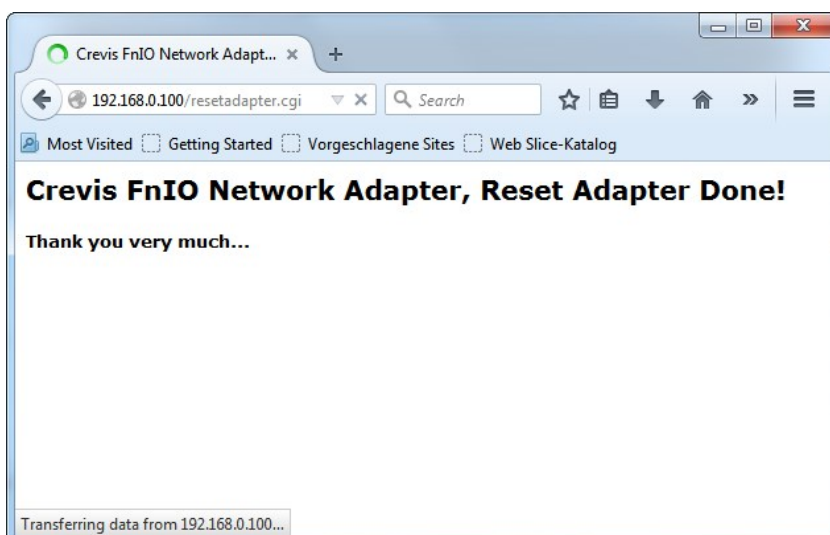 Crevis FnIO Network Adapt...
192.168.0.100/resetadapter.cgi
Search
Most Visited Getting Started Vorgeschlagene Sites Web Slice-Katalog
Crevis FnIO Network Adapter, Reset Adapter Done!
Thank you very much...
Transferring data from 192.168.0.100...